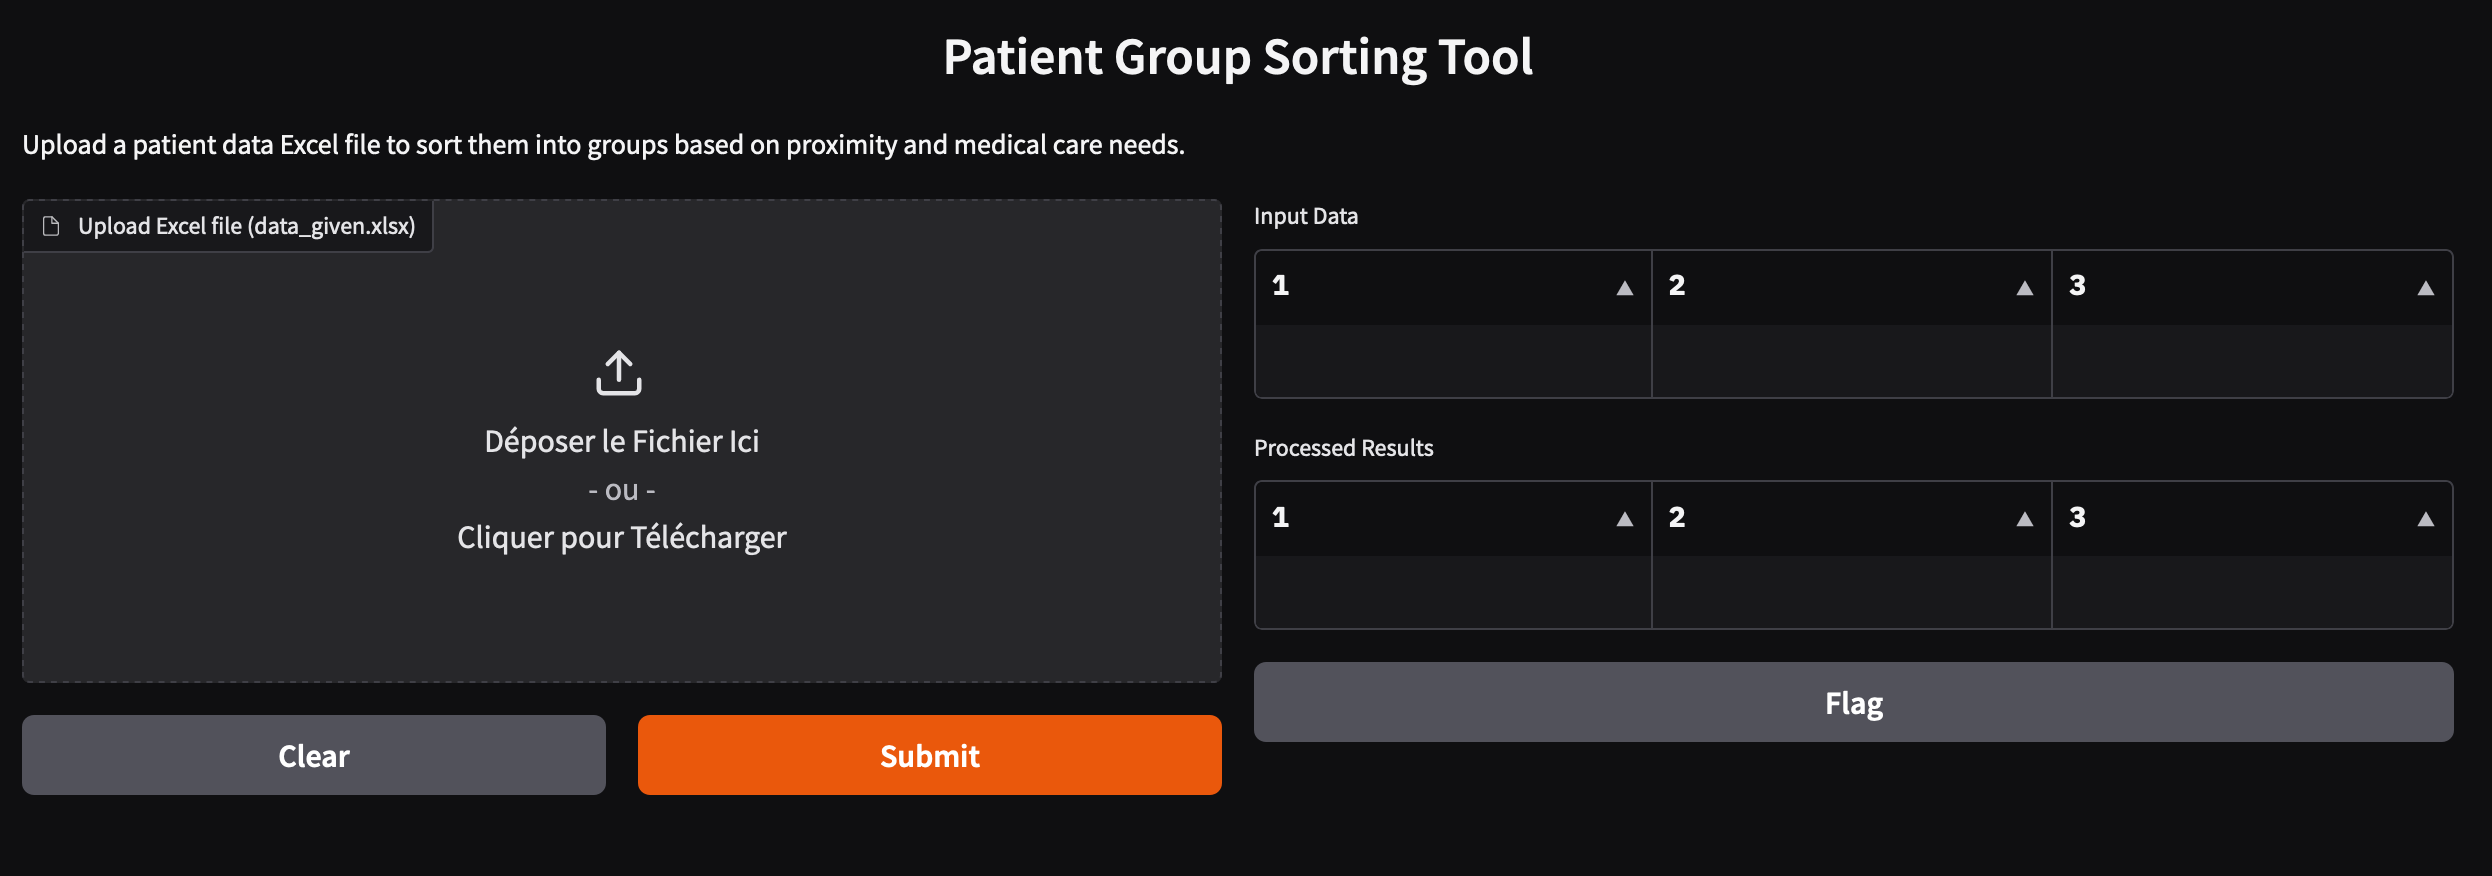 Patient Group Sorting Tool
Upload a patient data Excel file to sort them into groups based on proximity and medical care needs.
Upload Excel file (data_given.xlsx)
Déposer le Fichier Ici
- ou -
Cliquer pour Télécharger
Clear
Submit
Input Data
1 ▲ 2 ▲ 3 ▲
Processed Results
1 ▲ 2 ▲ 3 ▲
Flag